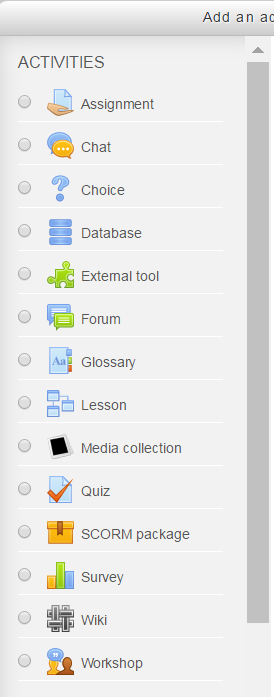 Add an ac
ACTIVITIES
Assignment
Chat
Choice
Database
External tool
Forum
Aa
Glossary
Lesson
Media collection
Quiz
SCORM package
Survey
Wiki
Workshop